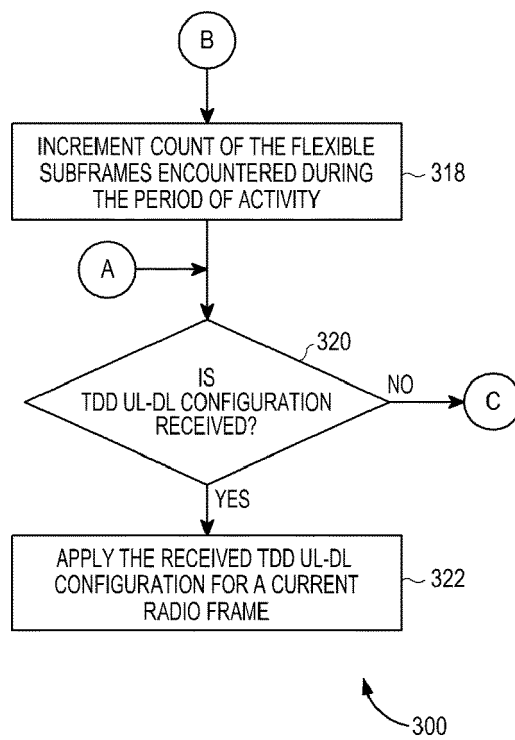 B
INCREMENT COUNT OF THE FLEXIBLE
SUBFRAMES ENCOUNTERED DURING
THE PERIOD OF ACTIVITY
318
A
320
IS
TDD UL-DL CONFIGURATION
RECEIVED?
NO
C
YES
APPLY THE RECEIVED TDD UL-DL
CONFIGURATION FOR A CURRENT
RADIO FRAME
322
300